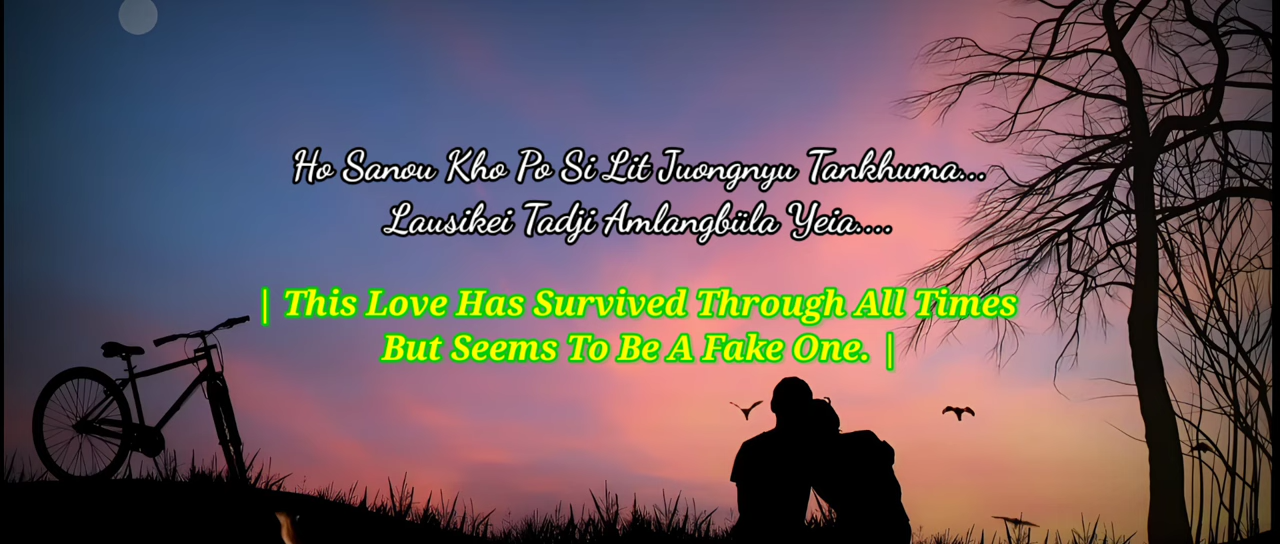 Ho Sanou Kho Po Si Lit Juongnyu Tankhuma...
Lausikei Tadji Amlangbüla Yeia....
| This Love Has Survived Through All Times
But Seems To Be A Fake One. |